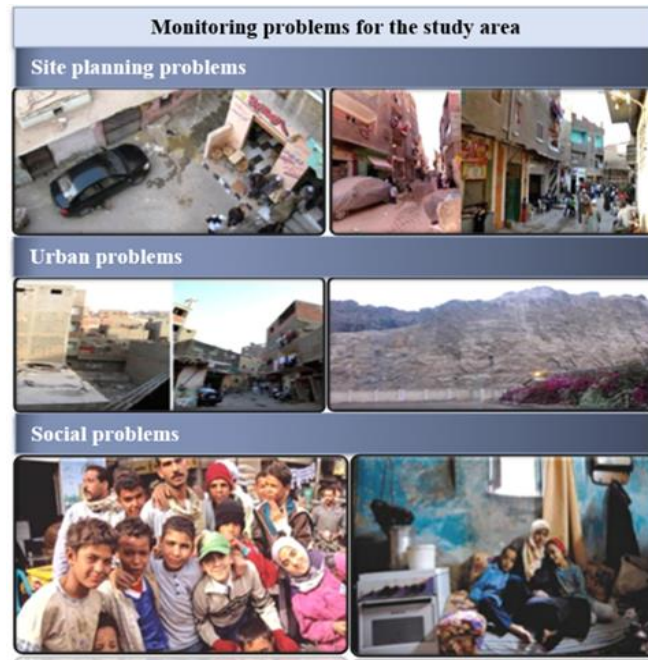 Monitoring problems for the study area
Site planning problems
Urban problems
Social problems